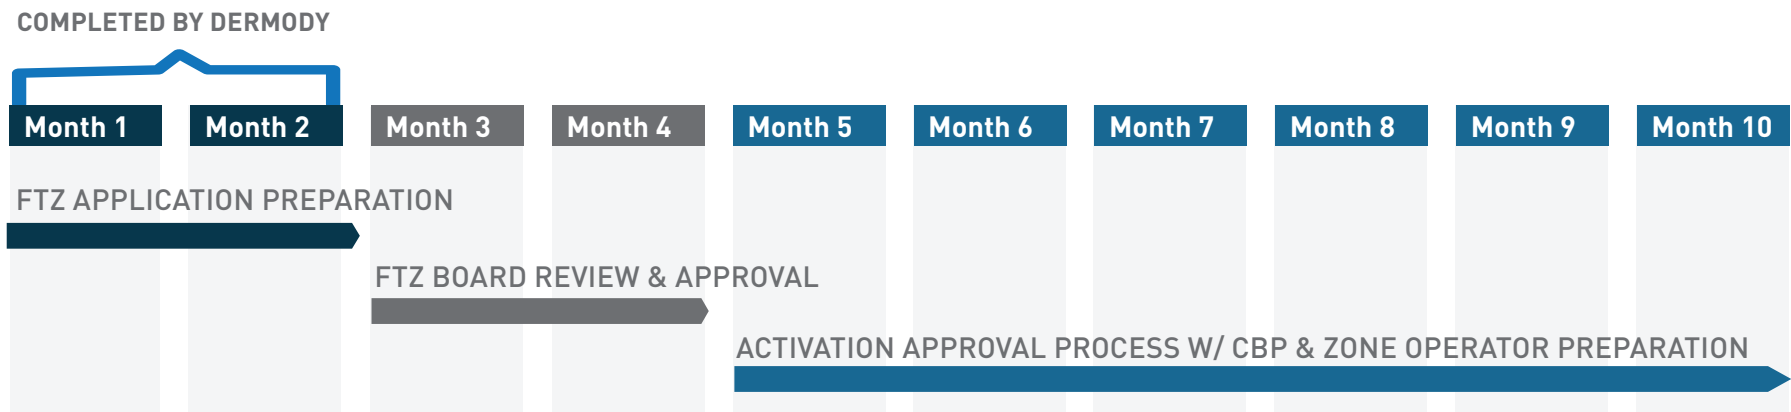 COMPLETED BY DERMODY
Month 1 Month 2 Month 3 Month 4 Month 5 Month 6 Month 7 Month 8 Month 9 Month 10
FTZ APPLICATION PREPARATION
FTZ BOARD REVIEW & APPROVAL
ACTIVATION APPROVAL PROCESS W/ CBP & ZONE OPERATOR PREPARATION